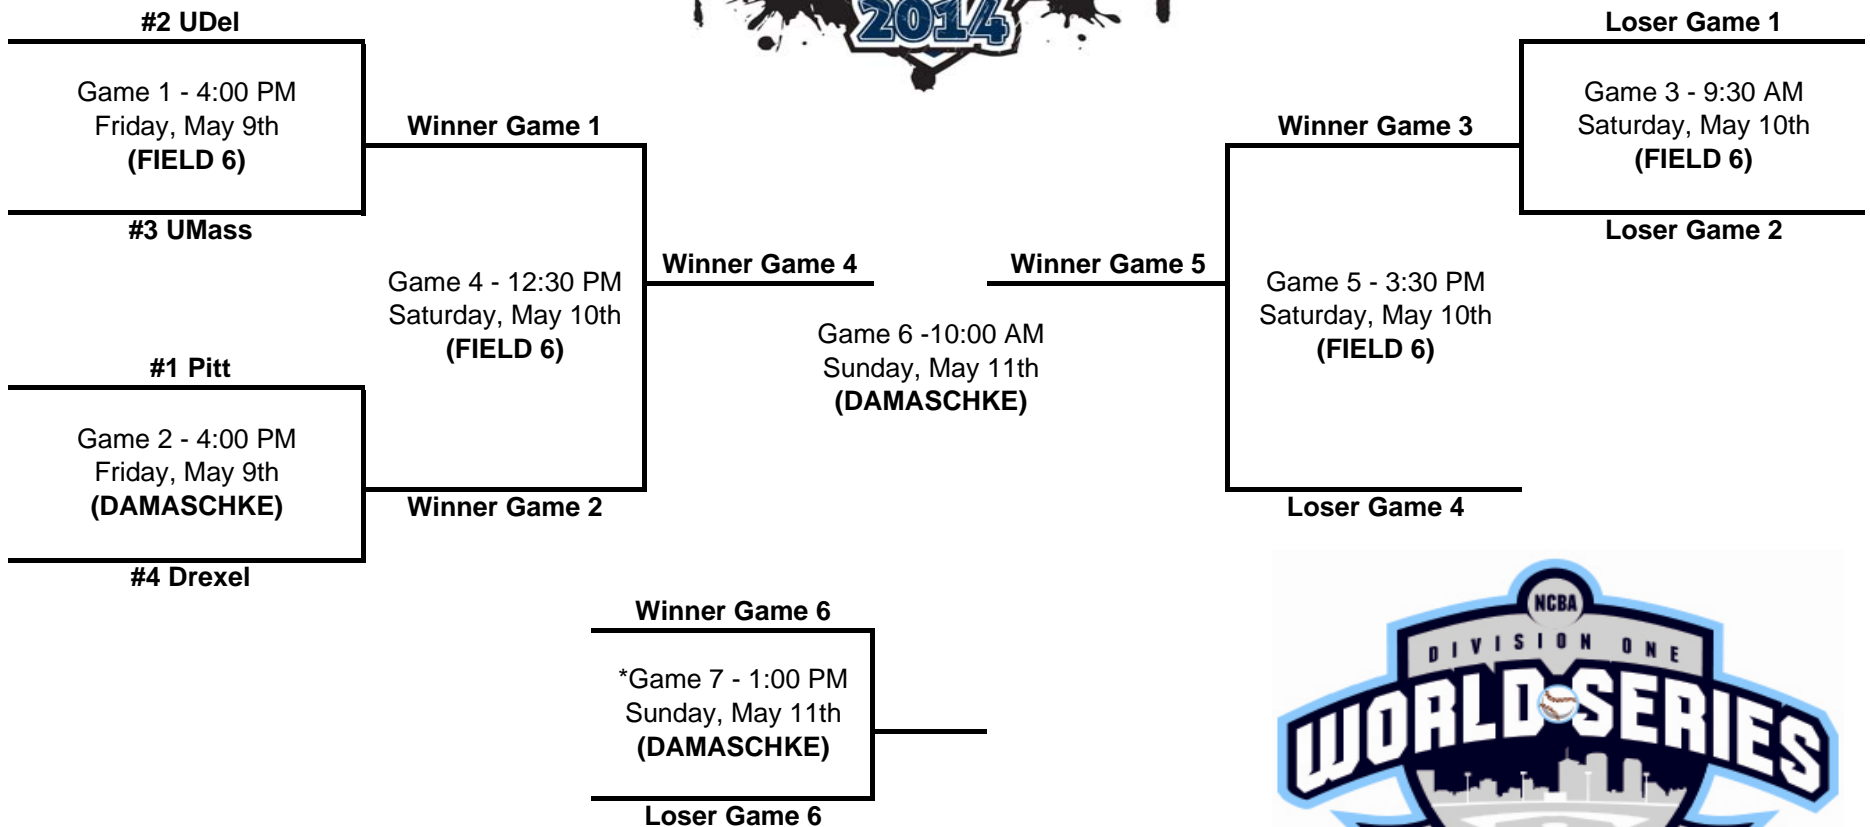 2014
#2 UDel
Game 1 - 4:00 PM
Friday, May 9th
(FIELD 6)
#3 UMass
#1 Pitt
Game 2 - 4:00 PM
Friday, May 9th
(DAMASCHKE)
#4 Drexel
Winner Game 1
Game 4 - 12:30 PM
Saturday, May 10th
(FIELD 6)
Winner Game 2
Winner Game 4
Game 6 -10:00 AM
Sunday, May 11th
(DAMASCHKE)
Winner Game 5
Winner Game 3
Game 5 - 3:30 PM
Saturday, May 10th
(FIELD 6)
Loser Game 4
Loser Game 1
Game 3 - 9:30 AM
Saturday, May 10th
(FIELD 6)
Loser Game 2
Winner Game 6
*Game 7 - 1:00 PM
Sunday, May 11th
(DAMASCHKE)
Loser Game 6
NCBA
DIVISION ONE
WORLD SERIES